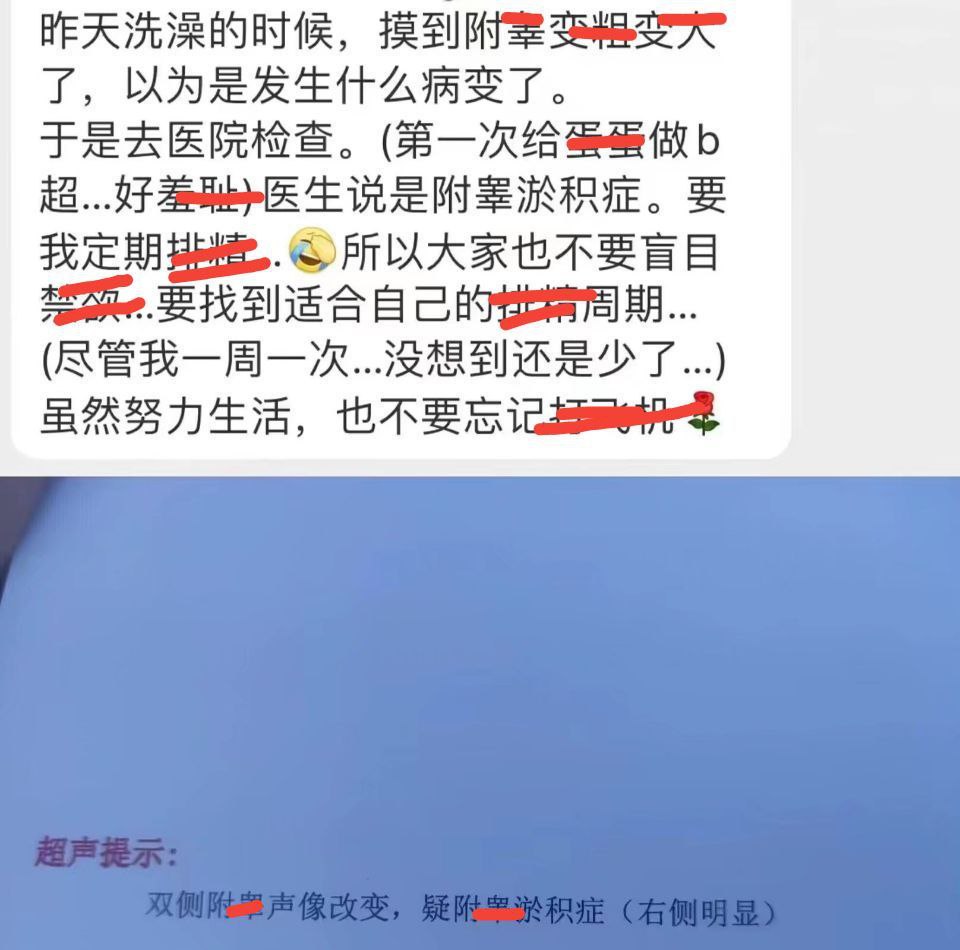 昨天洗澡的时候，摸到附睾变粗变大
了，以为是发生什么病变了。
于是去医院检查。(第一次给蛋蛋做b
超...好羞耻)医生说是附睾淤积症。要
我定期排精..🤣所以大家也不要盲目
禁欲...要找到适合自己的排精周期...
(尽管我一周一次...没想到还是少了...)
虽然努力生活，也不要忘记打飞机🌹
超声提示：
双侧附睾声像改变，疑附睾淤积症（右侧明显）